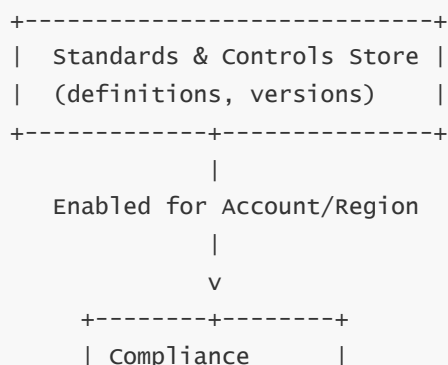 +-----------------------------+
|  Standards & Controls Store |
|  (definitions, versions)    |
+-------------+---------------+
              |
   Enabled for Account/Region
              |
              v
     +--------+--------+
     | Compliance      |